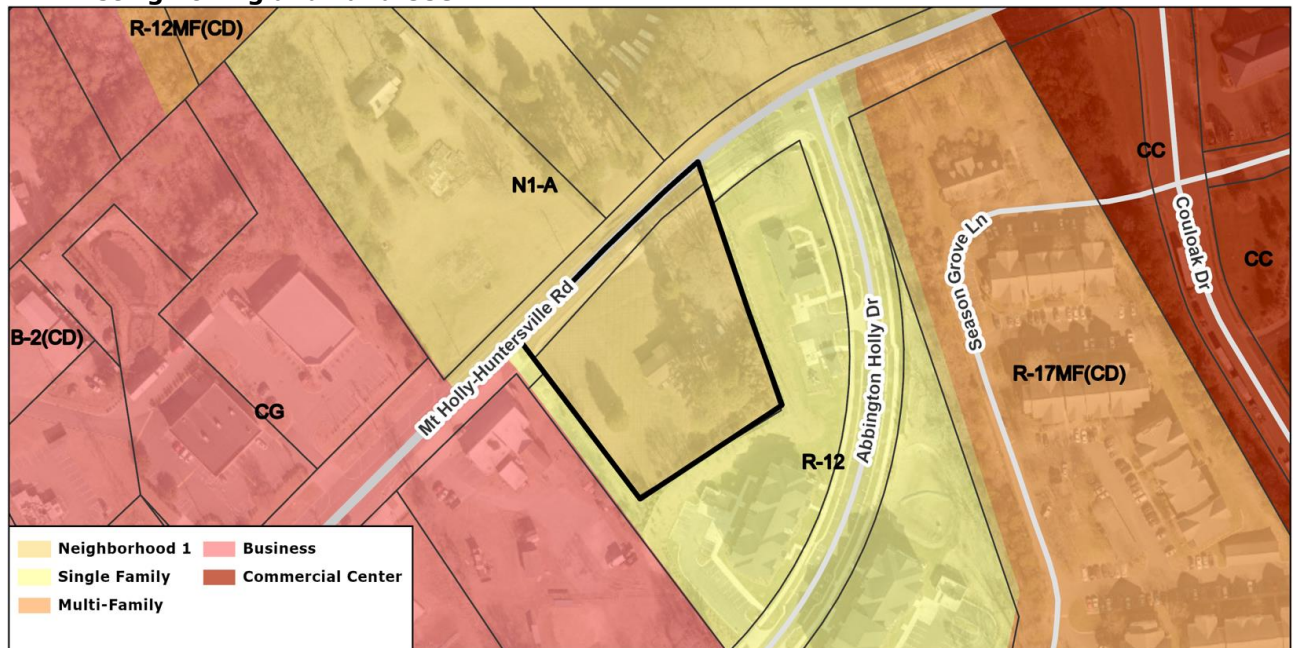 R-12MF(CD)
N1-A
CC
CC
Couloak Dr
Season Grove Ln
B-2(CD)
Mt Holly-Huntersville Rd
Abbington Holly Dr
R-17MF(CD)
CG
R-12
Neighborhood 1
Business
Single Family
Commercial Center
Multi-Family